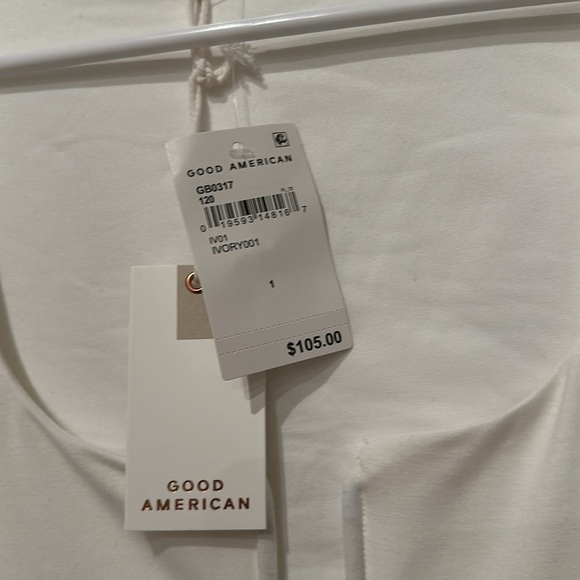 GOOD AMERICAN
GB0317
120
0 19593 14816 7
IV01
IVORY001
1
$105.00
GOOD
AMERICAN